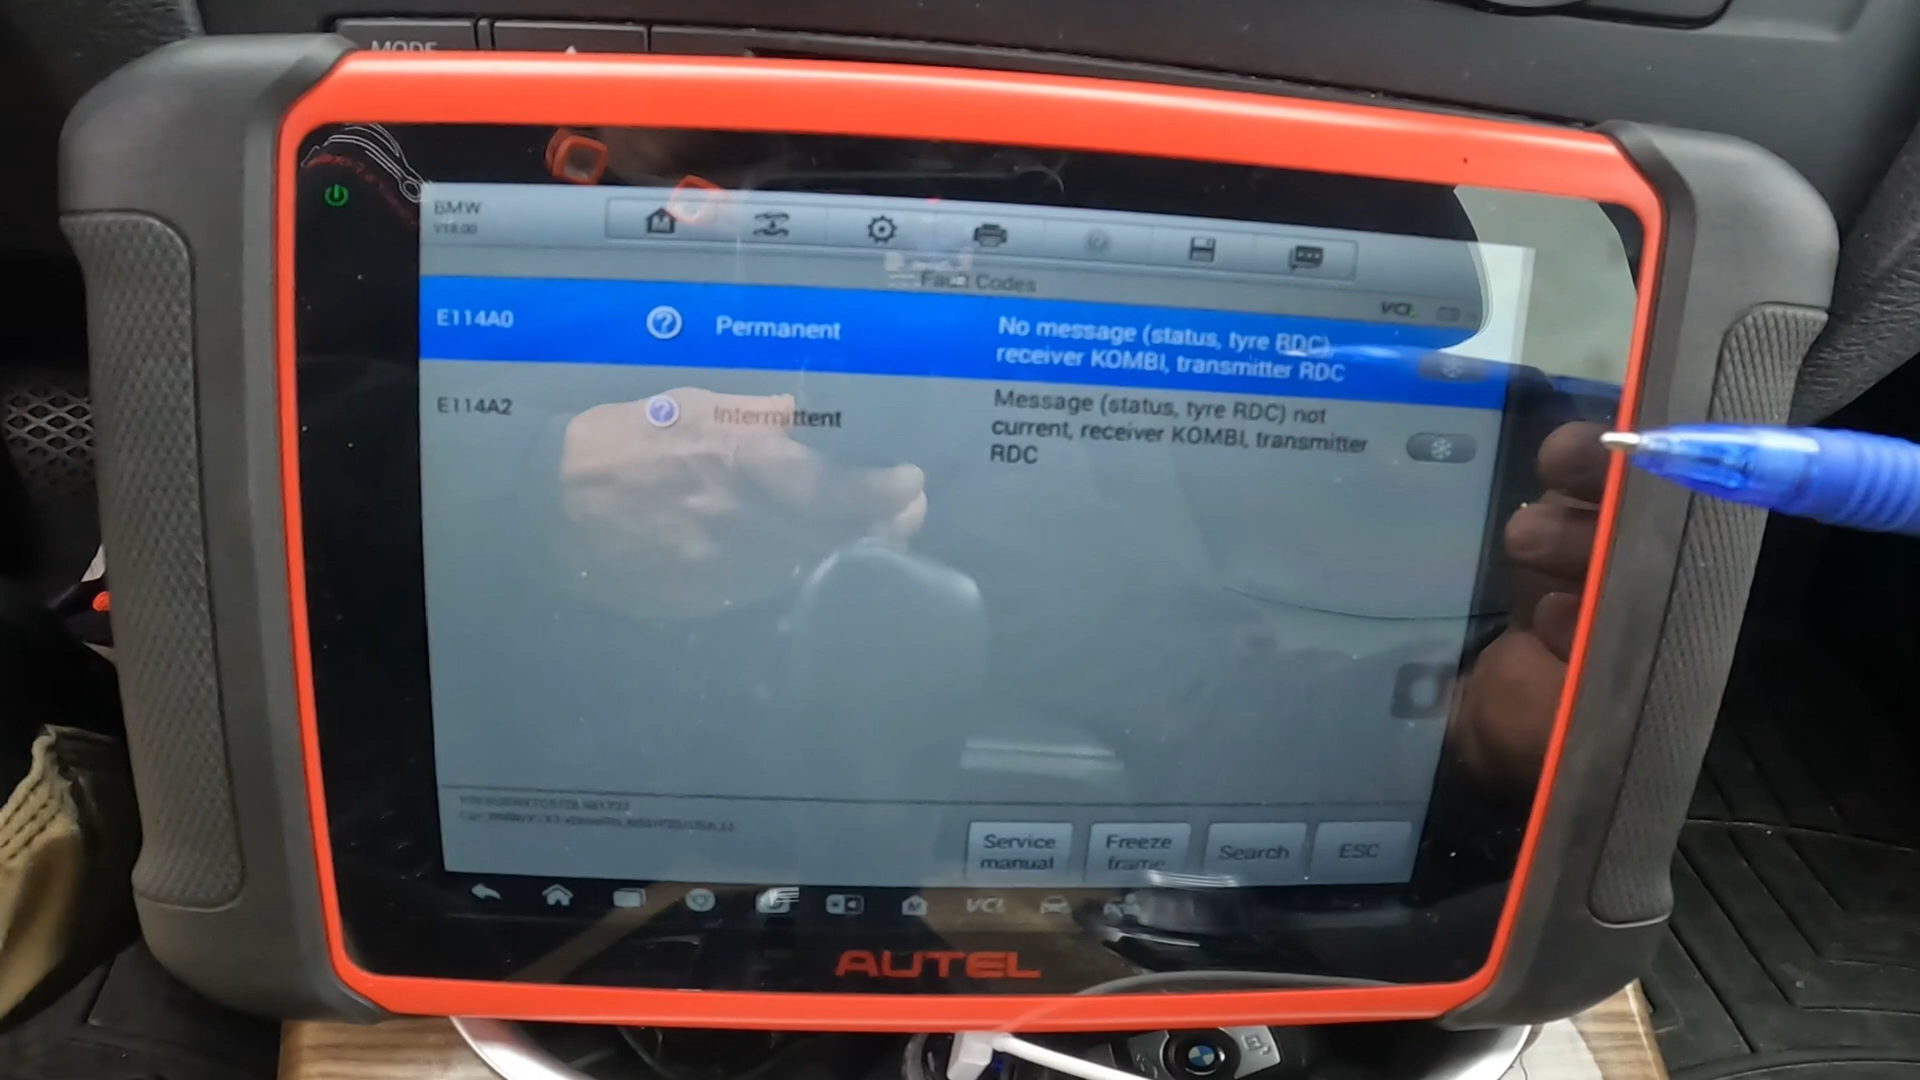 MODE
BMW
V18.00
Fault Codes
VCI
E114A0
Permanent
No message (status, tyre RDC),
receiver KOMBI, transmitter RDC
E114A2
Intermittent
Message (status, tyre RDC) not
current, receiver KOMBI, transmitter
RDC
Service
manual
Freeze
frame
Search
ESC
VCI
AUTEL